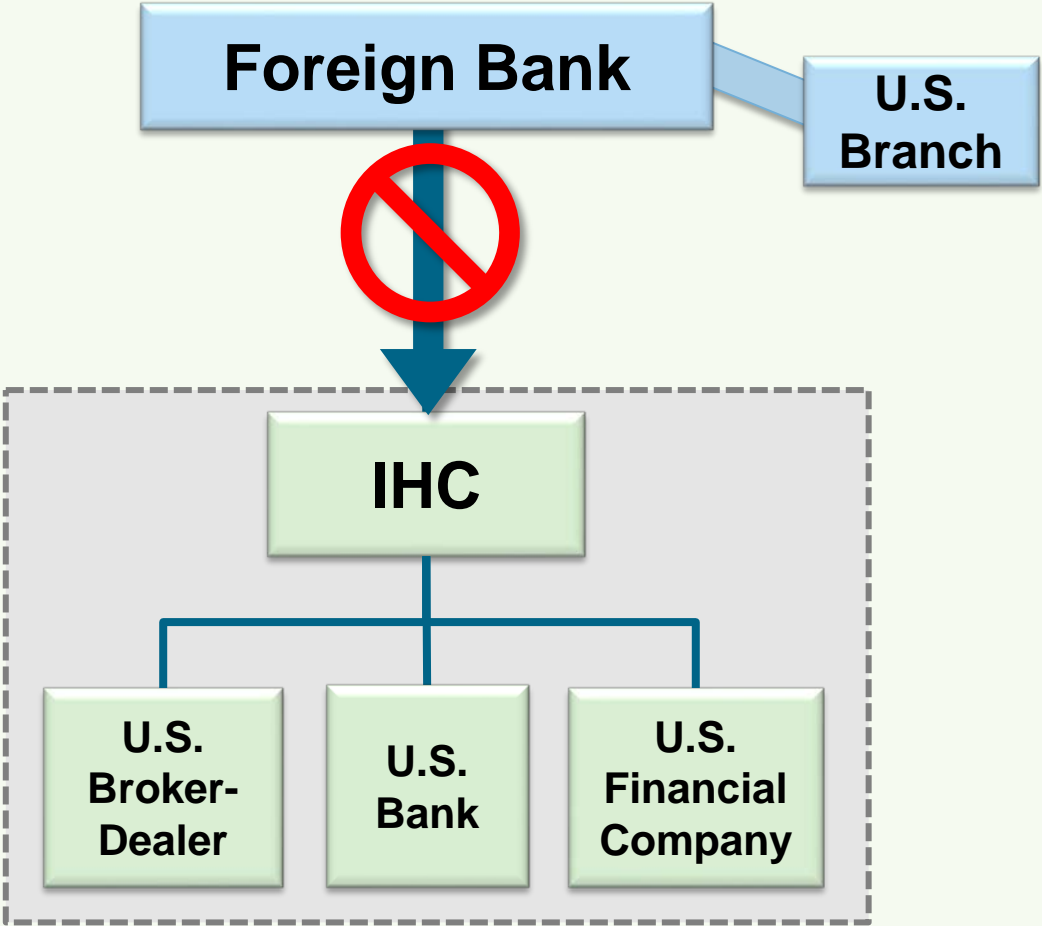 Foreign Bank
U.S.
Branch
IHC
U.S.
Broker-
Dealer
U.S.
Bank
U.S.
Financial
Company